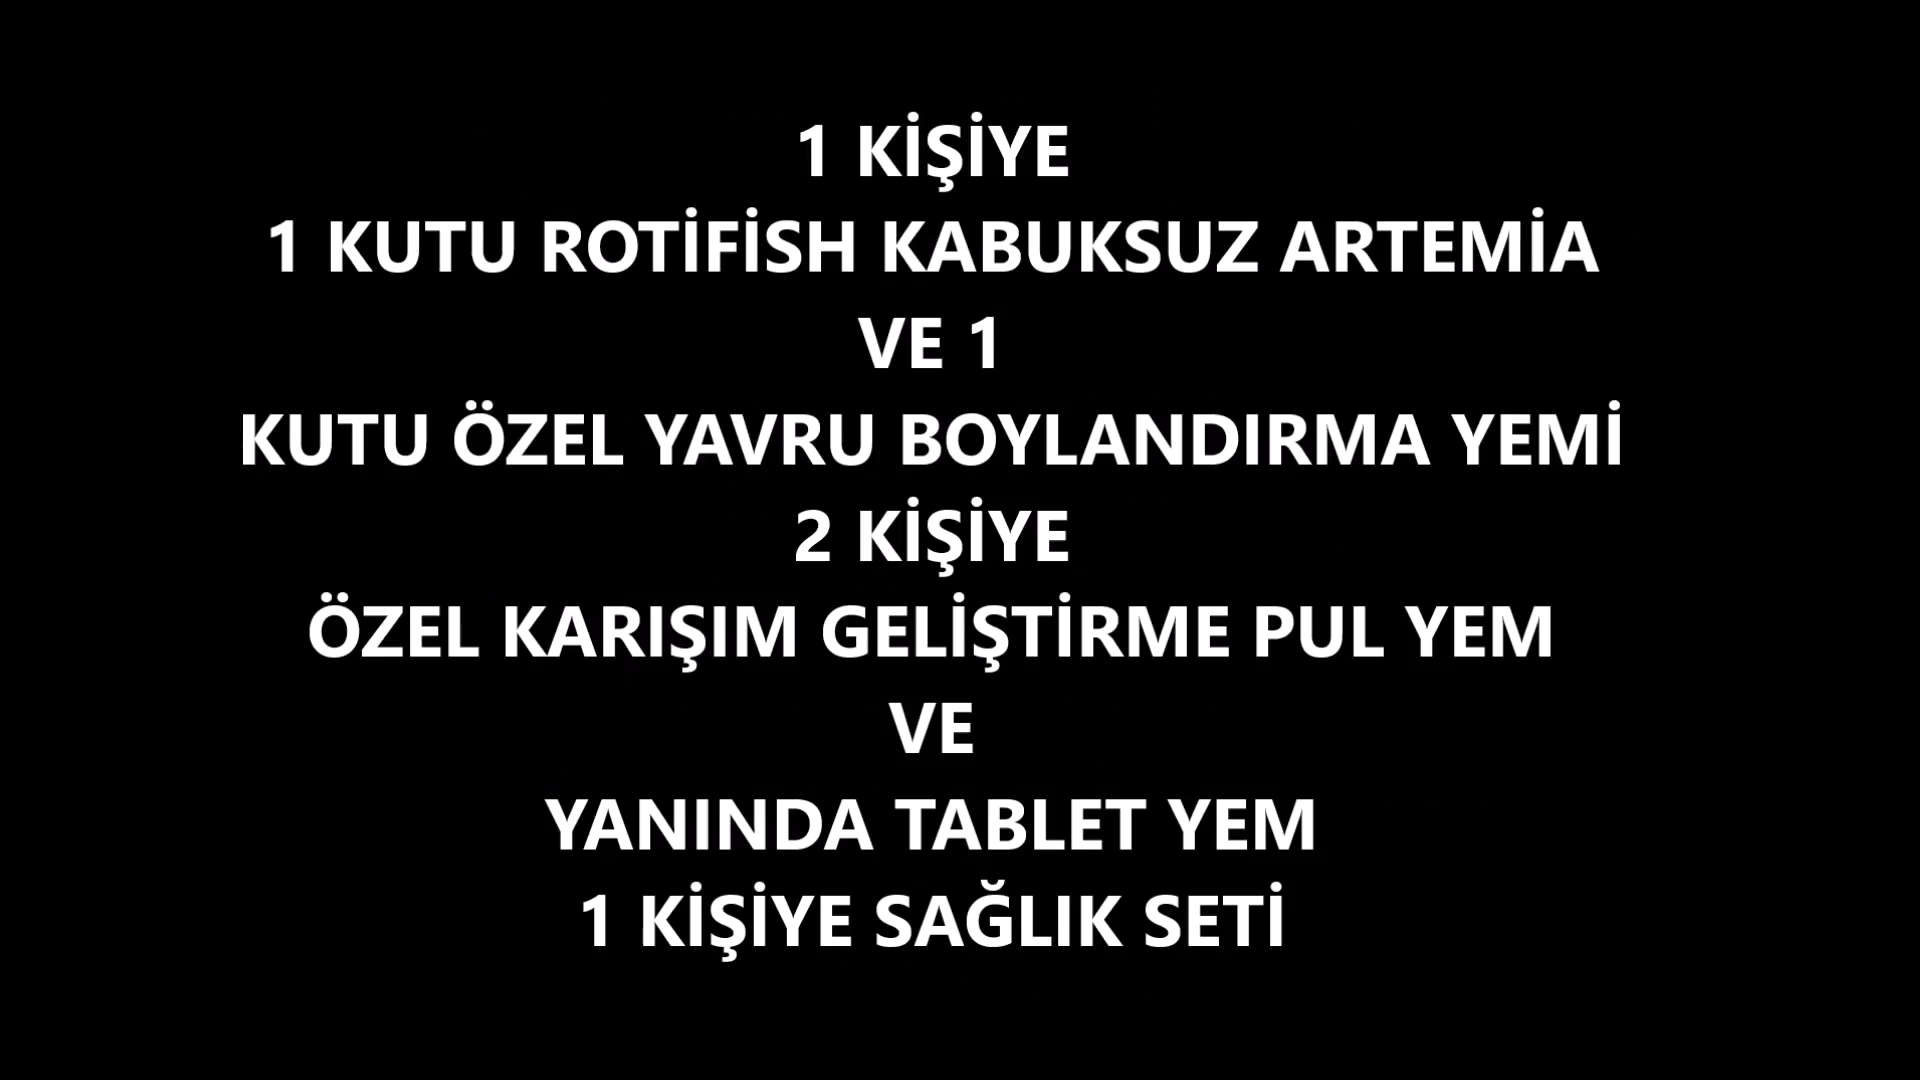 1 KİŞİYE
1 KUTU ROTİFİSH KABUKSUZ ARTEMİA
VE 1
KUTU ÖZEL YAVRU BOYLANDIRMA YEMİ
2 KİŞİYE
ÖZEL KARIŞIM GELİŞTİRME PUL YEM
VE
YANINDA TABLET YEM
1 KİŞİYE SAĞLIK SETİ